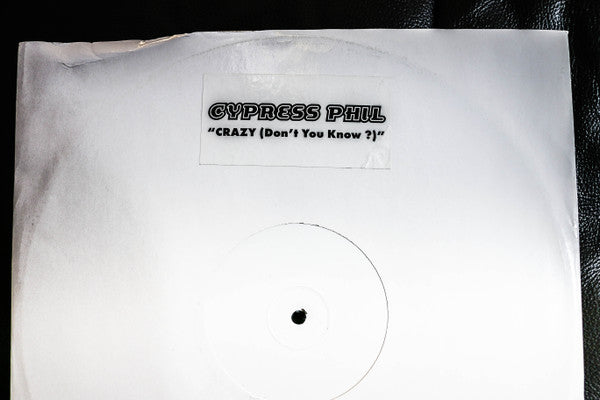 CYPRESS PHIL
"CRAZY (Don't You Know ?)"